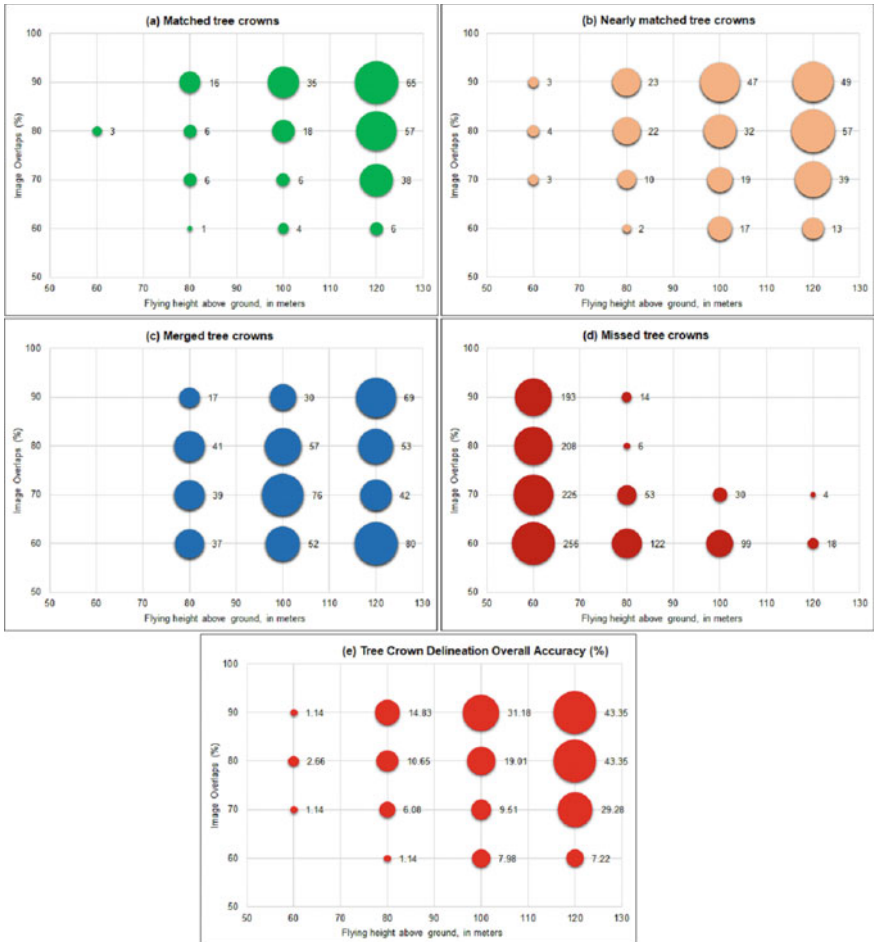 (a) Matched tree crowns
100
90
80
70
60
50
Image Overlaps (%)
16 35 65
3 6 18 57
6 6 38
1 4 6
50 60 70 80 90 100 110 120 130
Flying height above ground, in meters
(b) Nearly matched tree crowns
100
90
80
70
60
50
Image Overlaps (%)
3 23 47 49
4 22 32 57
3 10 19 39
2 17 13
50 60 70 80 90 100 110 120 130
Flying height above ground, in meters
(c) Merged tree crowns
100
90
80
70
60
50
Image Overlaps (%)
17 30 69
41 57 53
39 76 42
37 52 80
50 60 70 80 90 100 110 120 130
Flying height above ground, in meters
(d) Missed tree crowns
100
90
80
70
60
50
Image Overlaps (%)
193 14
208 6
225 53 30 4
256 122 99 18
50 60 70 80 90 100 110 120 130
Flying height above ground, in meters
(e) Tree Crown Delineation Overall Accuracy (%)
100
90
80
70
60
50
Image Overlaps (%)
1.14 14.83 31.18 43.35
2.66 10.65 19.01 43.35
1.14 6.08 9.51 29.28
1.14 7.98 7.22
50 60 70 80 90 100 110 120 130
Flying height above ground, in meters